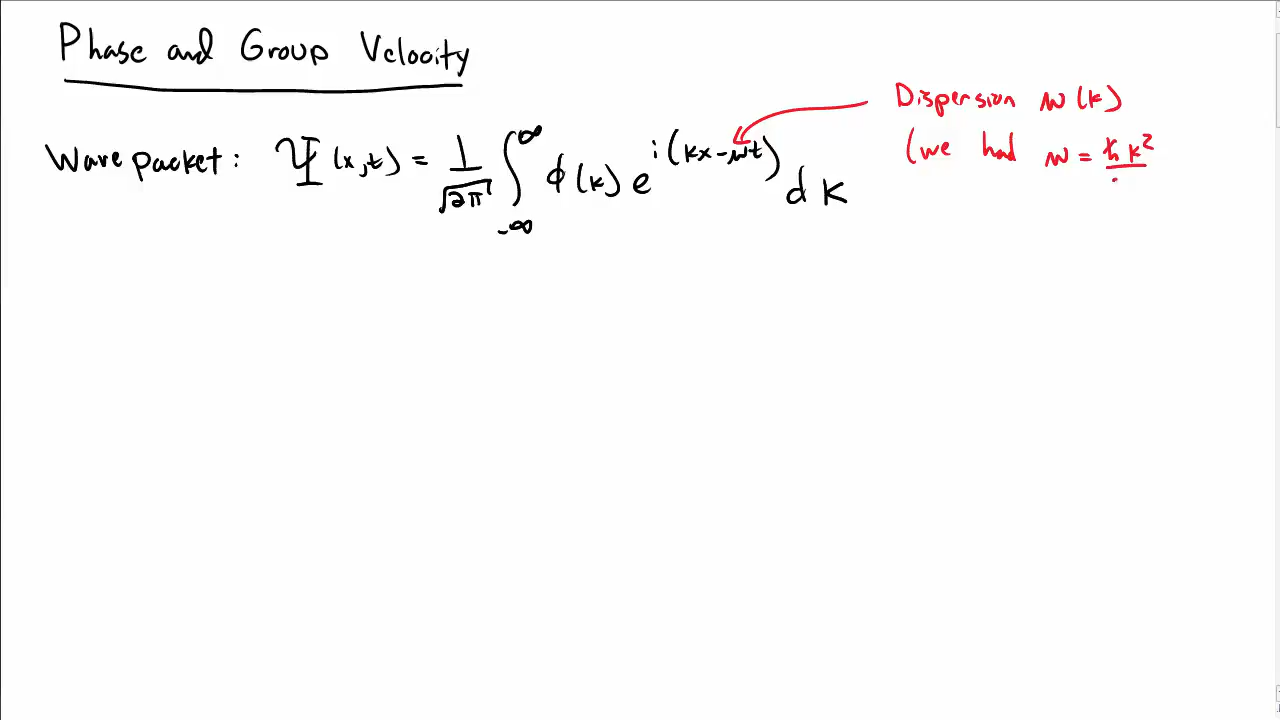 Phase and Group Velocity
Wave packet: Ψ(x,t) = 1/√2π ∫_{-∞}^{∞} ϕ(k) e^{i(kx-ωt)} dk
Dispersion ω(k)
(we had ω = ħk²